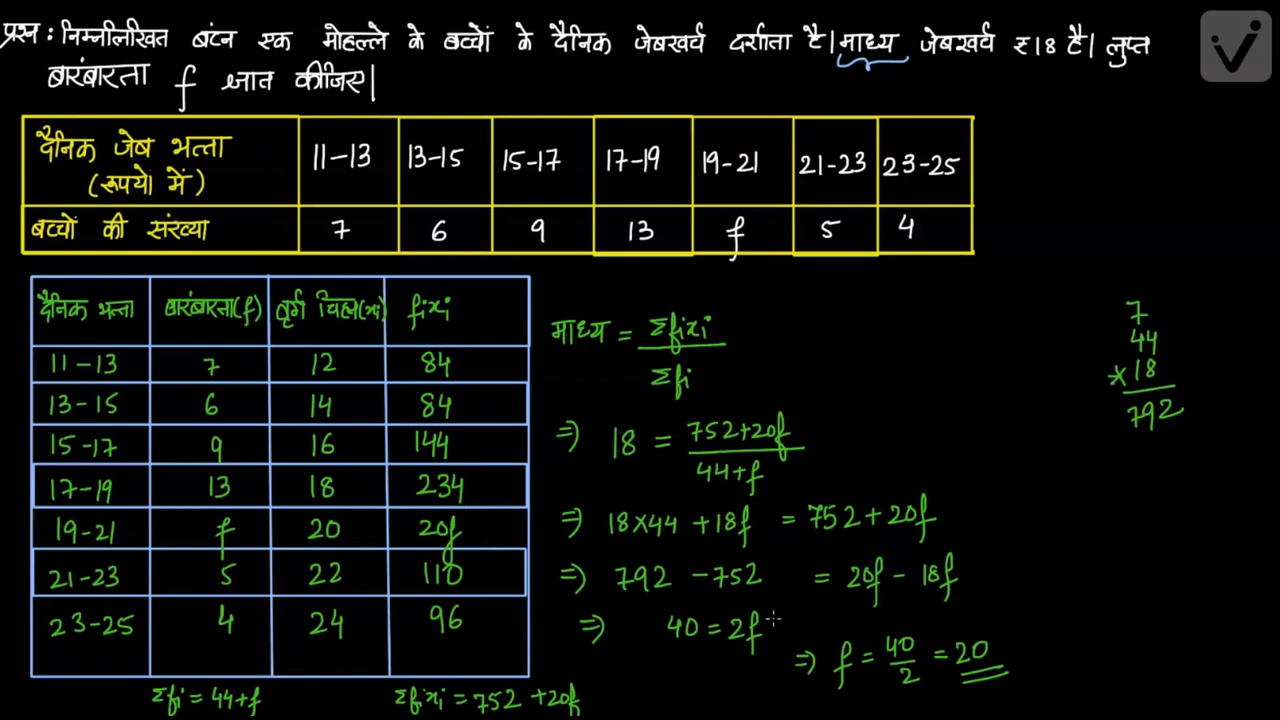 प्रश्न : निम्नलिखित बंटन एक मोहल्ले के बच्चों के दैनिक जेबखर्च दर्शाता है| माध्य जेबखर्च ₹ 18 है| लुप्त
बारंबारता f ज्ञात कीजिए|
दैनिक जेब भत्ता (रूपयों में) 11-13 13-15 15-17 17-19 19-21 21-23 23-25
बच्चों की संख्या 7 6 9 13 f 5 4
दैनिक भत्ता बारंबारता(f) वर्ग चिह्न(xi) fixi
11-13 7 12 84
13-15 6 14 84
15-17 9 16 144
17-19 13 18 234
19-21 f 20 20f
21-23 5 22 110
23-25 4 24 96
Σfi = 44+f Σfixi = 752 +20f
माध्य = Σfixi / Σfi
⇒ 18 = 752+20f / 44+f
⇒ 18×44 +18f = 752+20f
⇒ 792 -752 = 20f - 18f
⇒ 40 = 2f
⇒ f = 40/2 = 20
7
44
×18
792